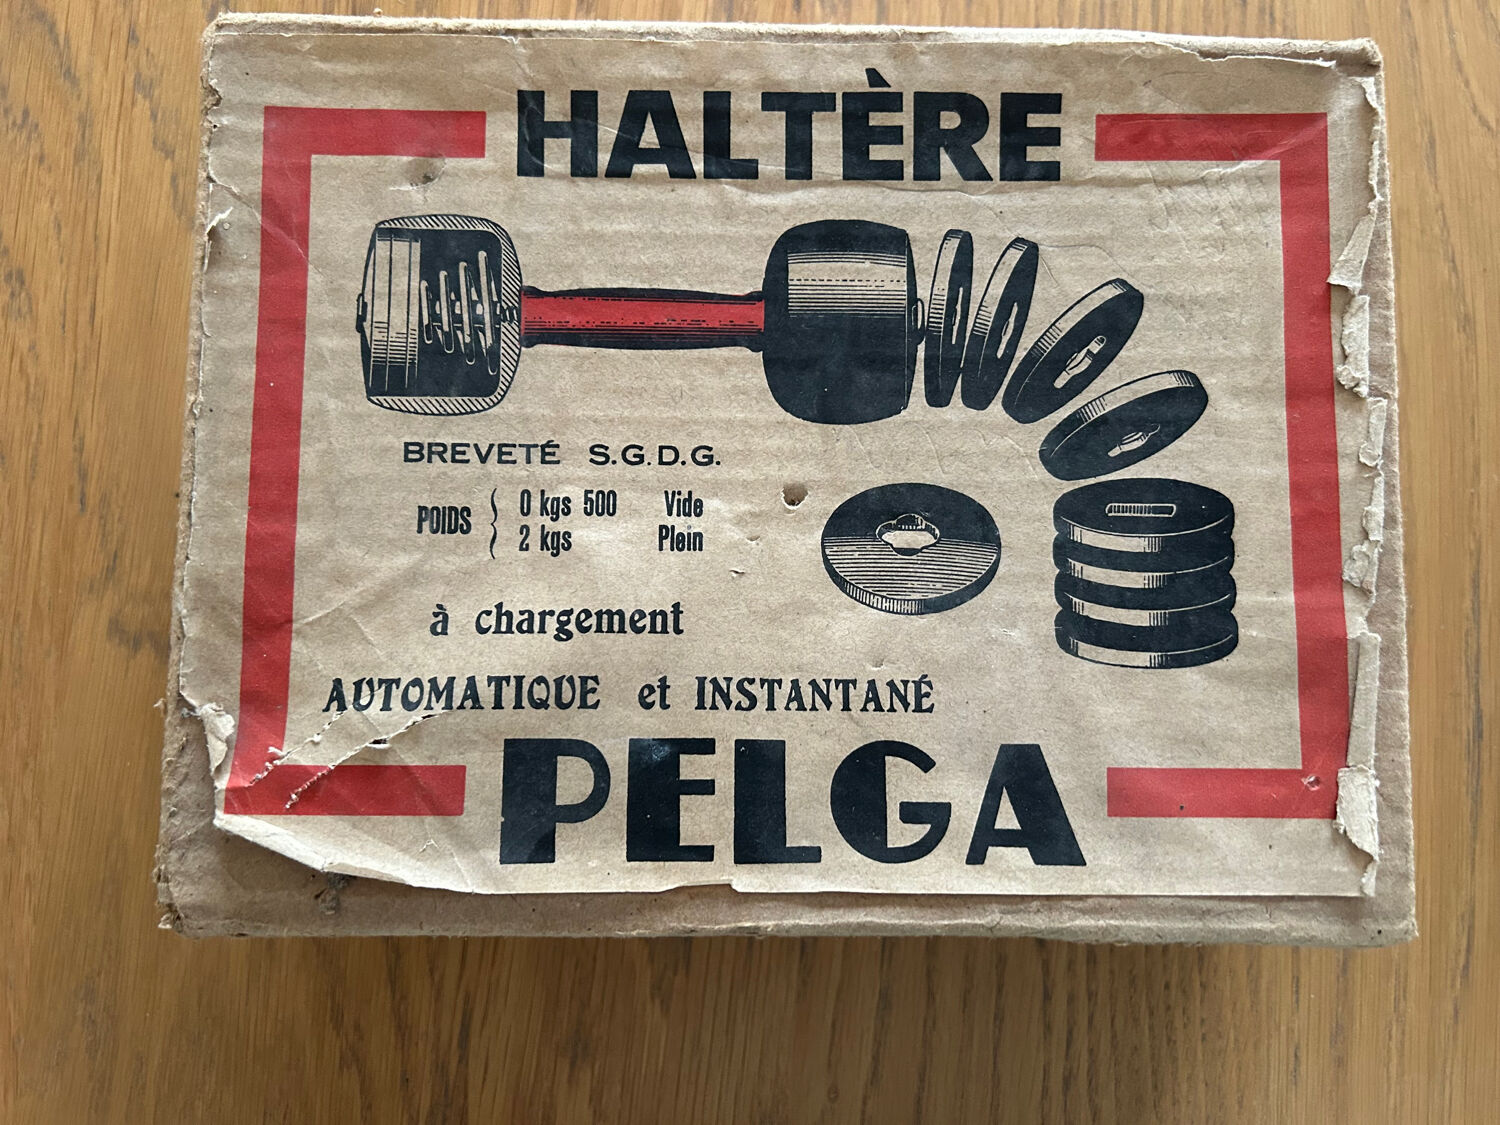 HALTÈRE
BREVETÉ S.G.D.G.
POIDS { 0 kgs 500 Vide
2 kgs Plein
à chargement
AUTOMATIQUE et INSTANTANÉ
PELGA